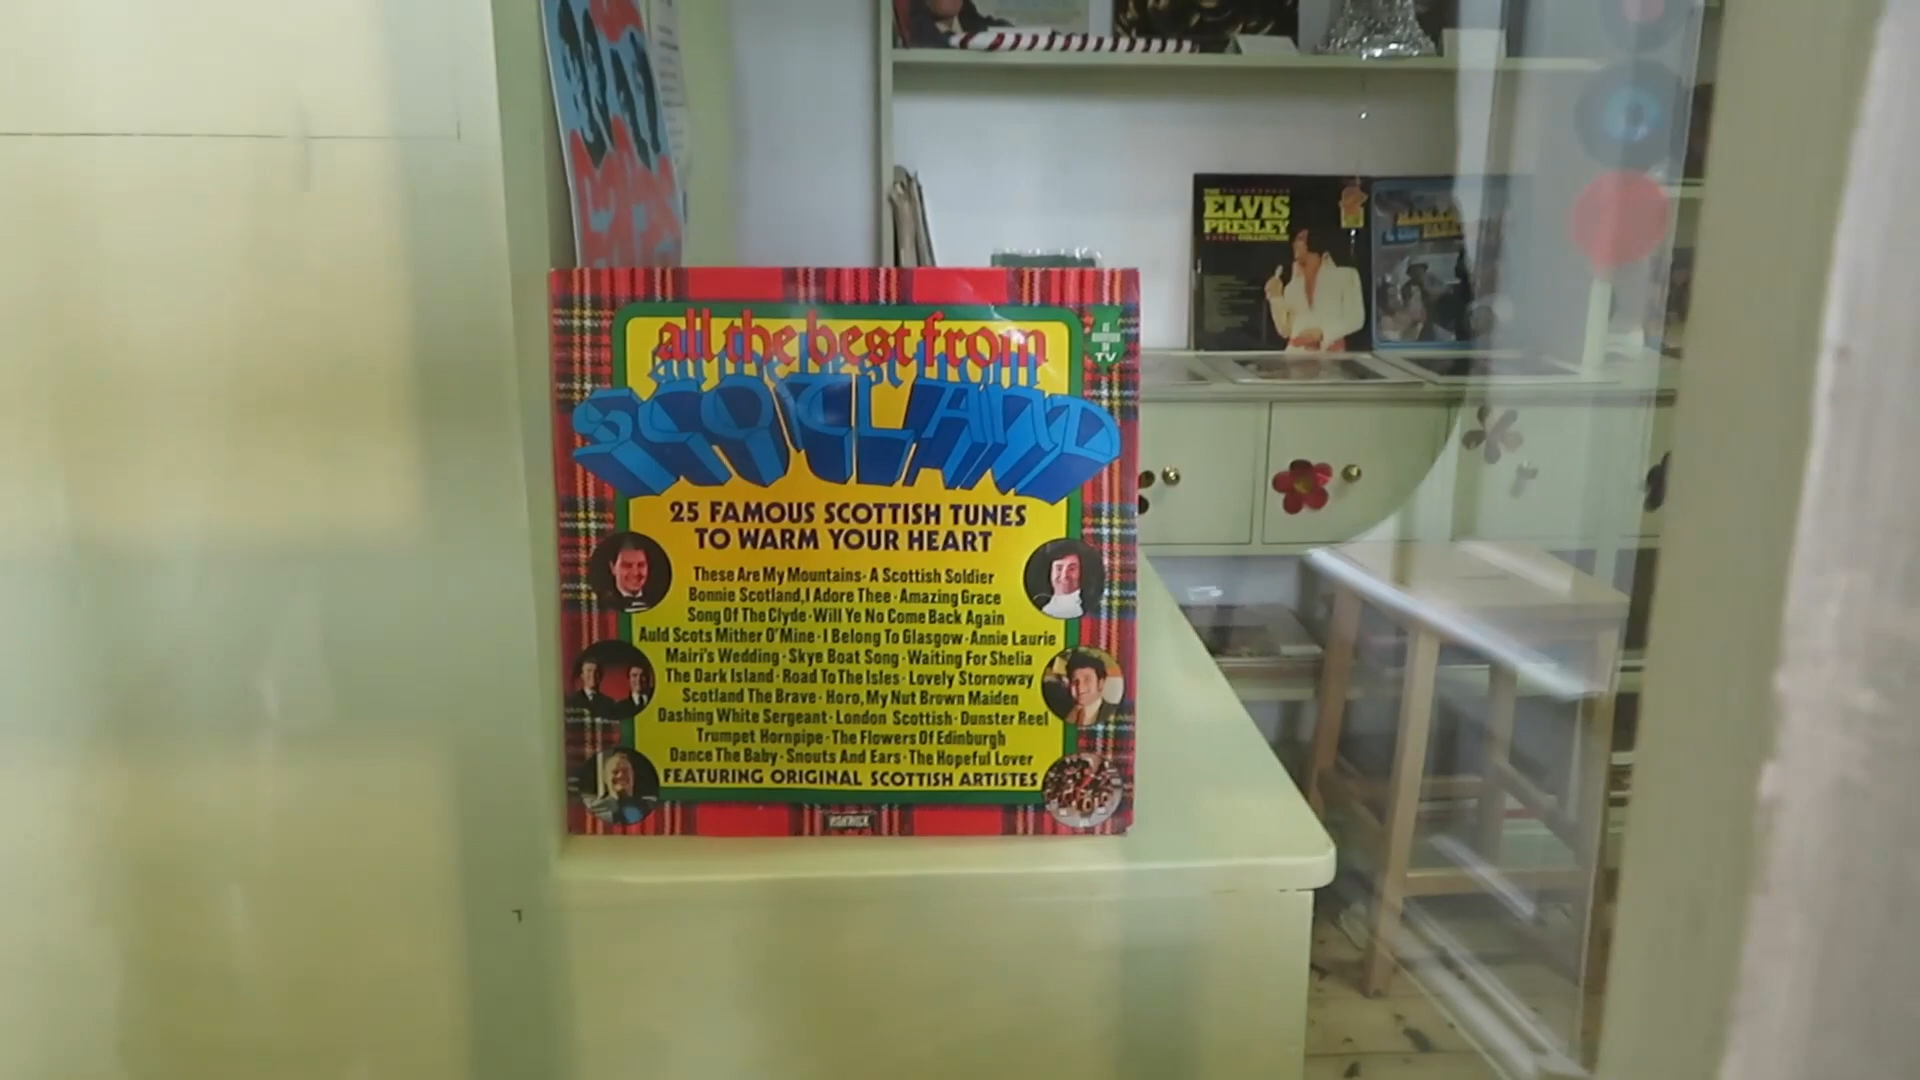 THE
ELVIS
PRESLEY
COLLECTION
all the best from
SCOTLAND
TV
25 FAMOUS SCOTTISH TUNES
TO WARM YOUR HEART
These Are My Mountains · A Scottish Soldier
Bonnie Scotland, I Adore Thee · Amazing Grace
Song Of The Clyde · Will Ye No Come Back Again
Auld Scots Mither O'Mine · I Belong To Glasgow · Annie Laurie
Mairi's Wedding · Skye Boat Song · Waiting For Shelia
The Dark Island · Road To The Isles · Lovely Stornoway
Scotland The Brave · Horo, My Nut Brown Maiden
Dashing White Sergeant · London Scottish · Dunster Reel
Trumpet Hornpipe · The Flowers Of Edinburgh
Dance The Baby · Snouts And Ears · The Hopeful Lover
FEATURING ORIGINAL SCOTTISH ARTISTES